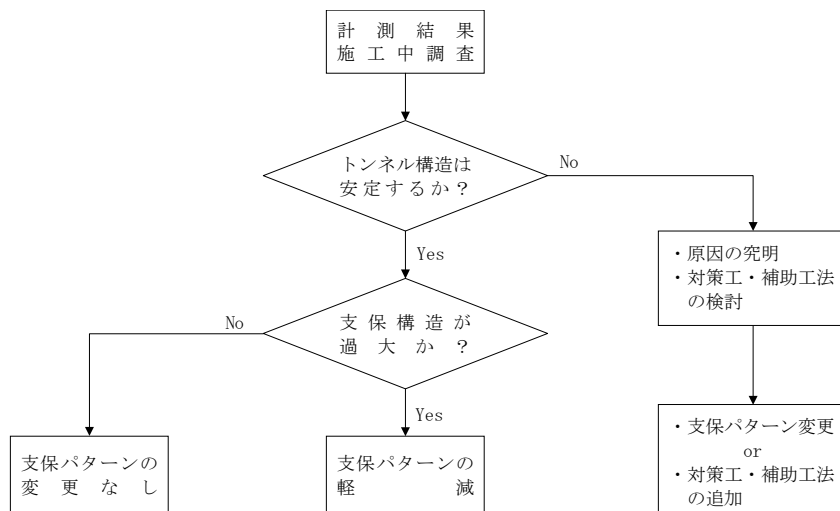 計測結果
施工中調査
トンネル構造は
安定するか？
No
Yes
・原因の究明
・対策工・補助工法
の検討
支保構造が
過大か？
No
Yes
支保パターンの
変更なし
支保パターンの
軽減
・支保パターン変更
or
・対策工・補助工法
の追加